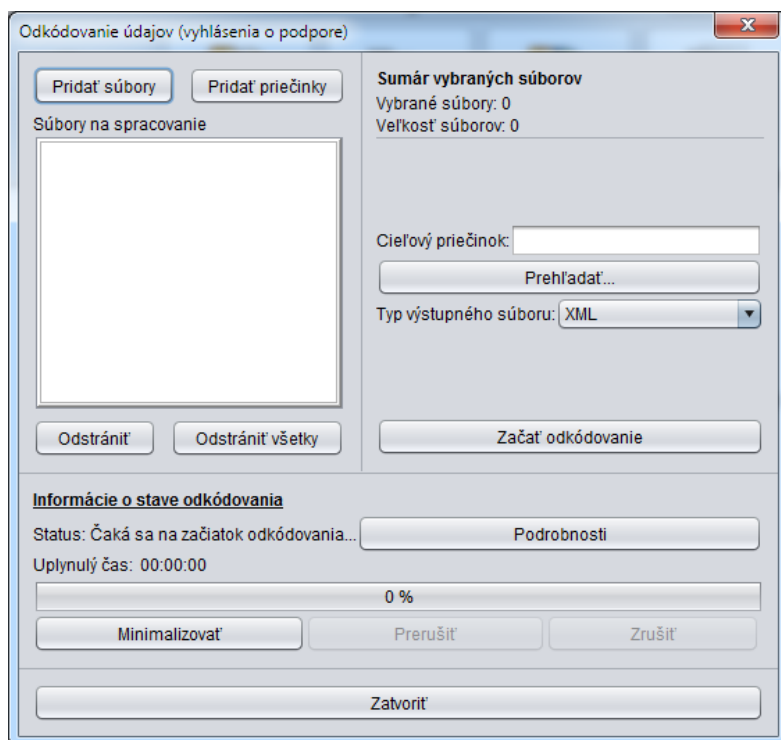 Odkódovanie údajov (vyhlásenia o podpore)
Pridať súbory
Pridať priečinky
Súbory na spracovanie
Odstrániť
Odstrániť všetky
Sumár vybraných súborov
Vybrané súbory: 0
Veľkosť súborov: 0
Cieľový priečinok:
Prehľadať...
Typ výstupného súboru: XML
Začať odkódovanie
Informácie o stave odkódovania
Status: Čaká sa na začiatok odkódovania...
Podrobnosti
Uplynulý čas: 00:00:00
0 %
Minimalizovať
Prerušiť
Zrušiť
Zatvoriť